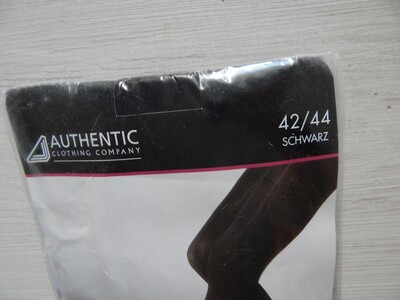 AUTHENTIC
CLOTHING COMPANY
42/44
SCHWARZ